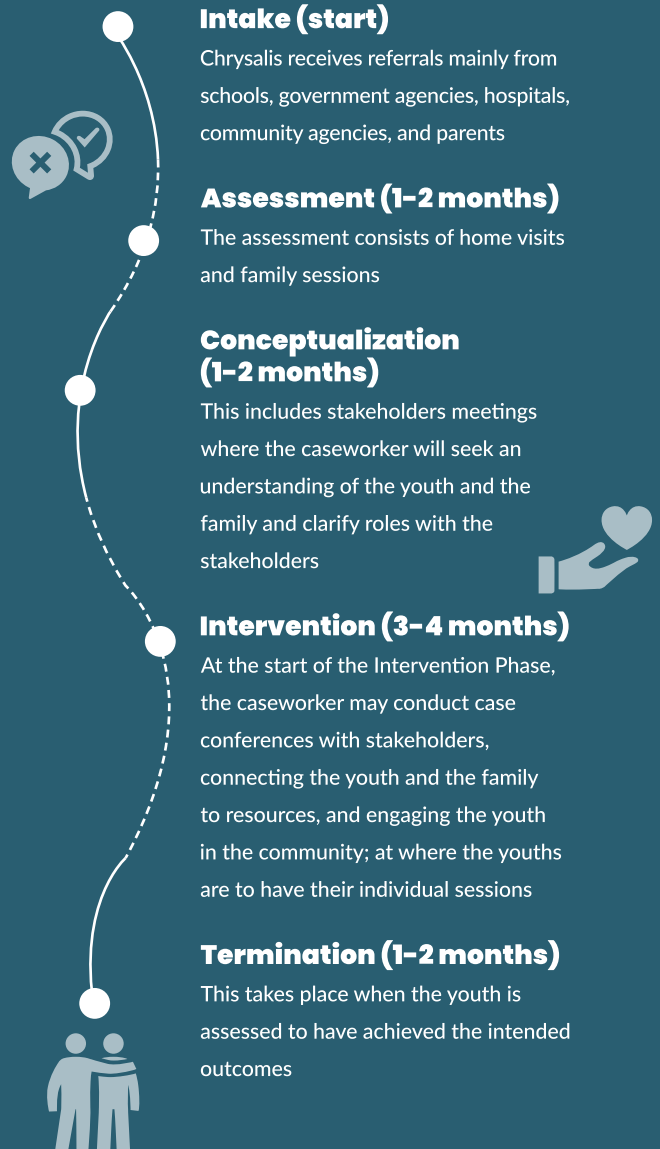 Intake (start)
Chrysalis receives referrals mainly from
schools, government agencies, hospitals,
community agencies, and parents
Assessment (1–2 months)
The assessment consists of home visits
and family sessions
Conceptualization
(1–2 months)
This includes stakeholders meetings
where the caseworker will seek an
understanding of the youth and the
family and clarify roles with the
stakeholders
Intervention (3–4 months)
At the start of the Intervention Phase,
the caseworker may conduct case
conferences with stakeholders,
connecting the youth and the family
to resources, and engaging the youth
in the community; at where the youths
are to have their individual sessions
Termination (1–2 months)
This takes place when the youth is
assessed to have achieved the intended
outcomes